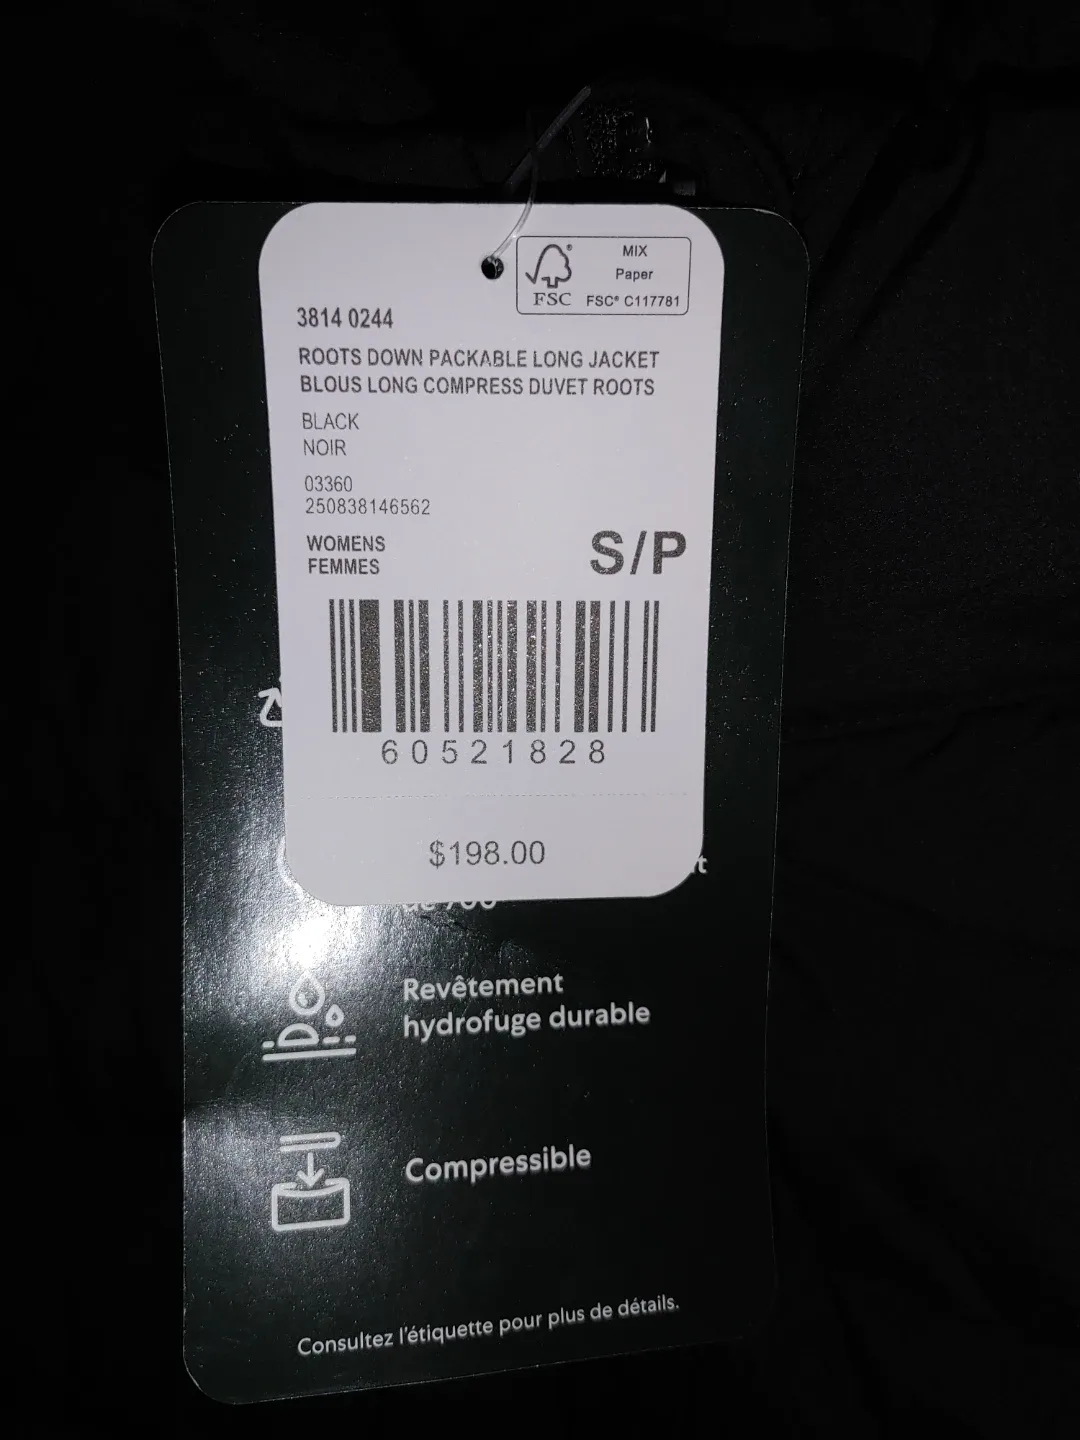 MIX
Paper
FSC
FSC® C117781
3814 0244
ROOTS DOWN PACKABLE LONG JACKET
BLOUS LONG COMPRESS DUVET ROOTS
BLACK
NOIR
03360
250838146562
WOMENS
FEMMES
S/P
60521828
$198.00
Revêtement
hydrofuge durable
Compressible
Consultez l'étiquette pour plus de détails.